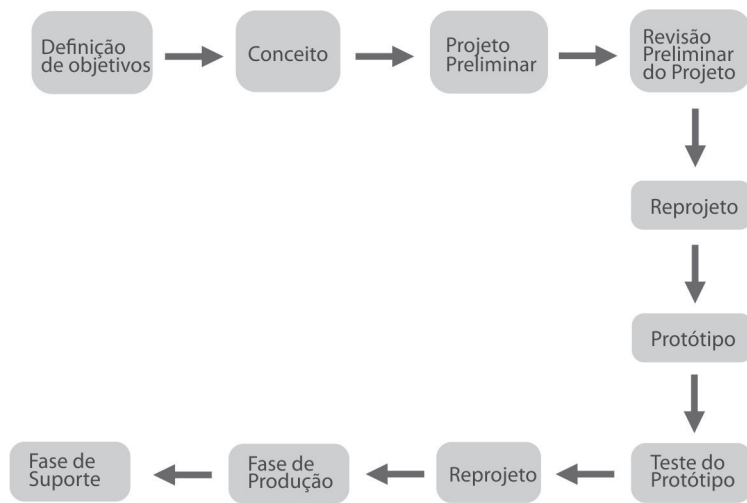 Definição
de objetivos
Conceito
Projeto
Preliminar
Revisão
Preliminar
do Projeto
Reprojeto
Protótipo
Teste do
Protótipo
Reprojeto
Fase de
Produção
Fase de
Suporte